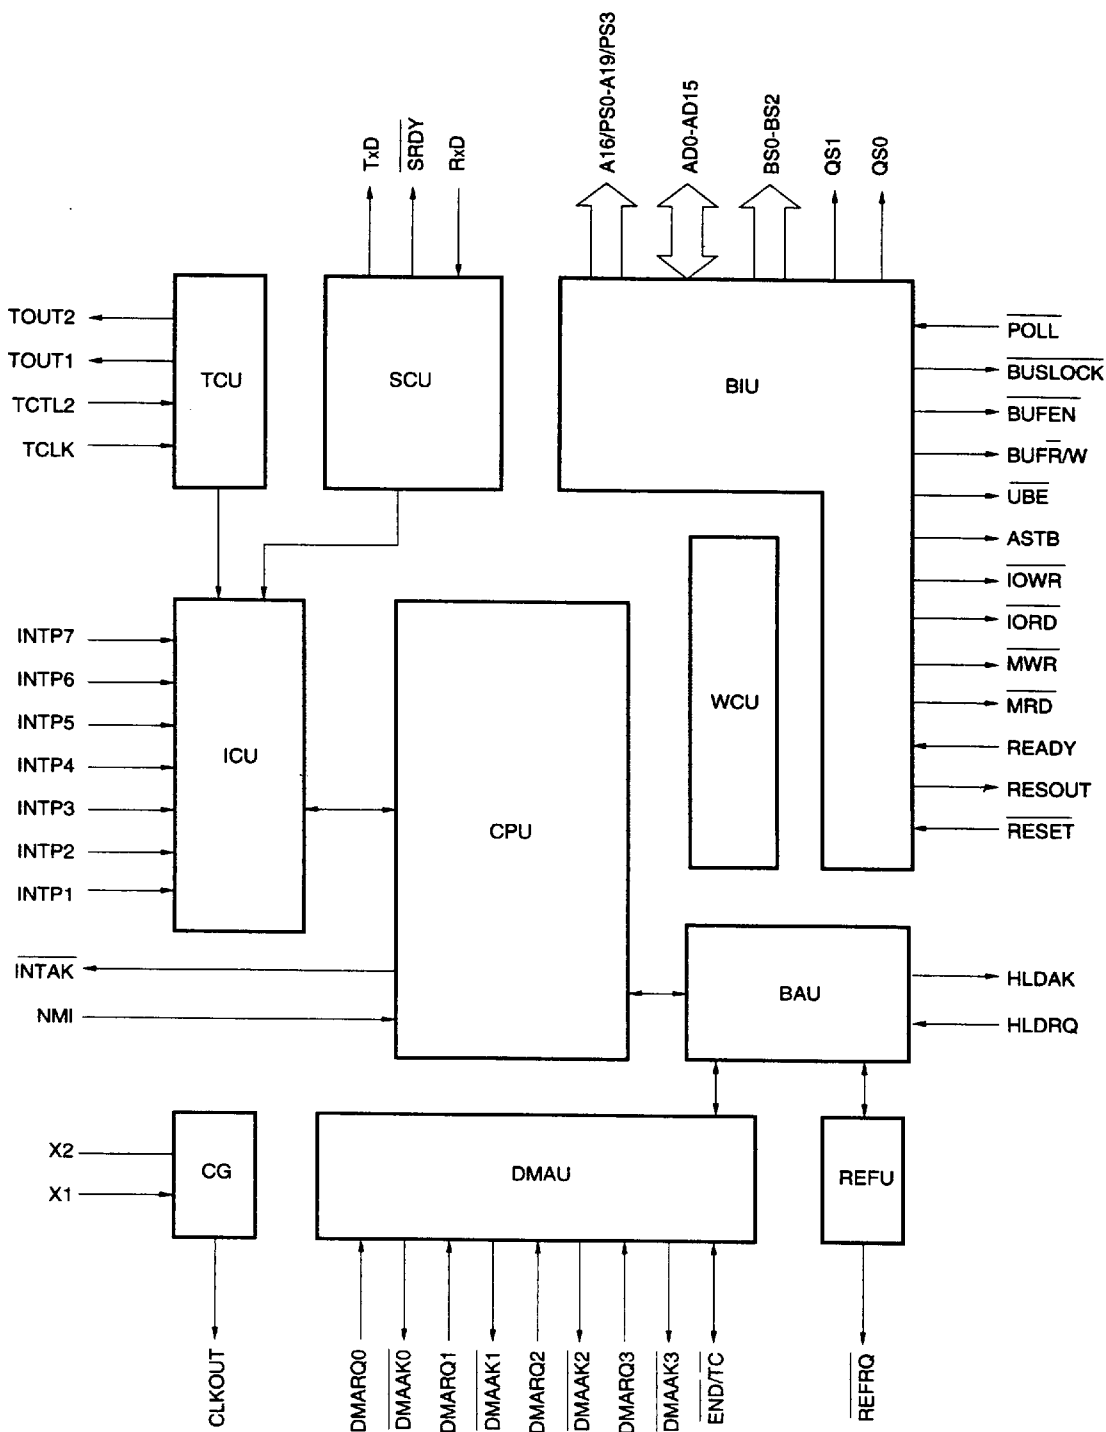 A16/PS0-A19/PS3
AD0-AD15
BS0-BS2
QS1
QS0
TxD
SRDY
RxD
TOUT2
TOUT1
TCTL2
TCLK
TCU
SCU
BIU
POLL
BUSLOCK
BUFEN
BUFR/W
UBE
ASTB
IOWR
IORD
MWR
MRD
READY
RESOUT
RESET
INTP7
INTP6
INTP5
INTP4
INTP3
INTP2
INTP1
ICU
CPU
WCU
INTAK
NMI
BAU
HLDAK
HLDRQ
X2
X1
CG
DMAU
REFU
CLKOUT
DMARQ0
DMAAK0
DMARQ1
DMAAK1
DMARQ2
DMAAK2
DMARQ3
DMAAK3
END/TC
REFRQ